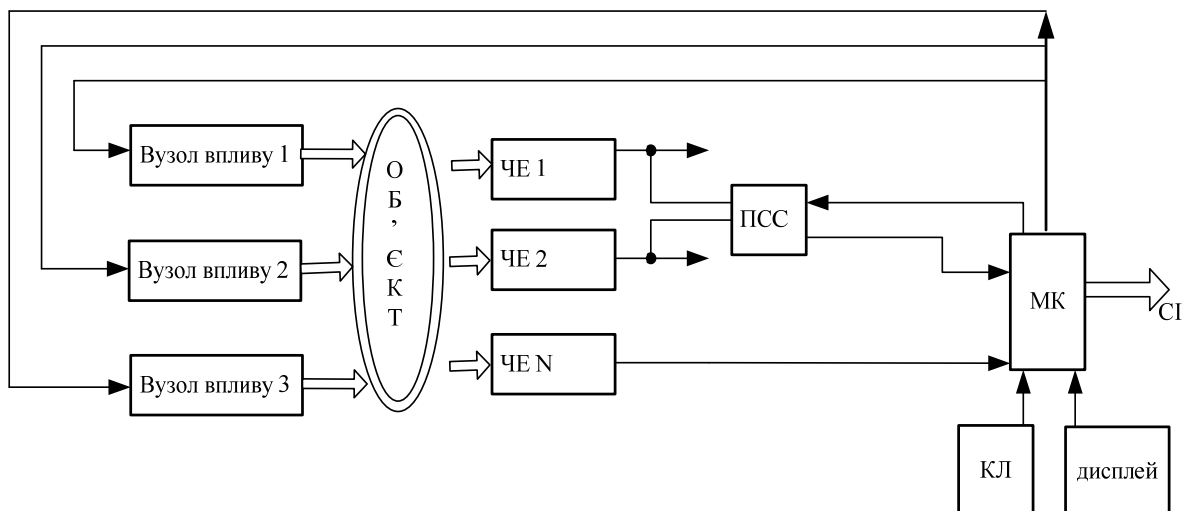 Вузол впливу 1
Вузол впливу 2
Вузол впливу 3
О
Б
’
Є
К
Т
ЧЕ 1
ЧЕ 2
ЧЕ N
ПСС
МК
СІ
КЛ
дисплей